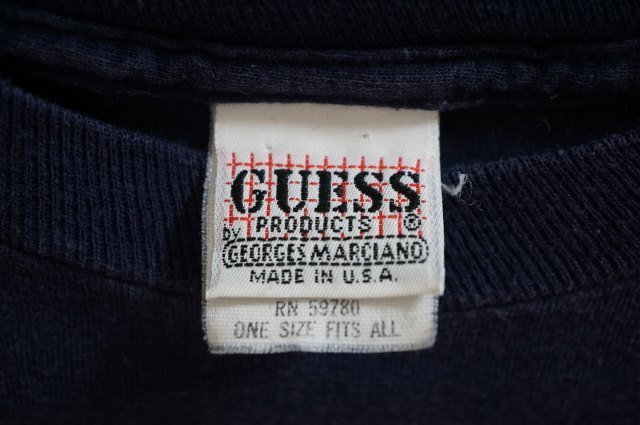 GUESS
PRODUCTS ®
by
GEORGES MARCIANO
MADE IN U.S.A.
RN 59780
ONE SIZE FITS ALL